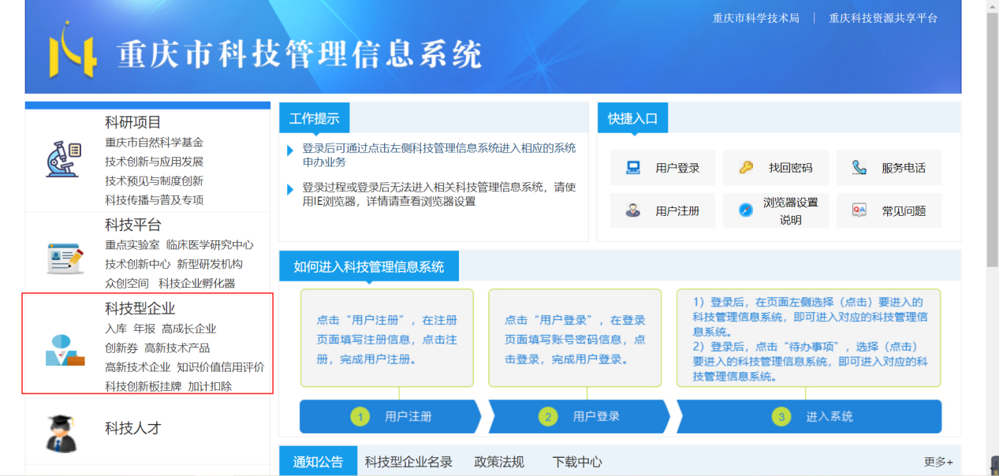 重庆市科学技术局 | 重庆科技资源共享平台
重庆市科技管理信息系统
科研项目
重庆市自然科学基金
技术创新与应用发展
技术预见与制度创新
科技传播与普及专项
科技平台
重点实验室 临床医学研究中心
技术创新中心 新型研发机构
众创空间 科技企业孵化器
科技型企业
入库 年报 高成长企业
创新券 高新技术产品
高新技术企业 知识价值信用评价
科技创新板挂牌 加计扣除
科技人才
工作提示
登录后可通过点击左侧科技管理信息系统进入相应的系统
申办业务
登录过程或登录后无法进入相关科技管理信息系统，请使
用IE浏览器，详情请查看浏览器设置
快捷入口
用户登录
找回密码
服务电话
用户注册
浏览器设置
说明
QA
常见问题
如何进入科技管理信息系统
点击“用户注册”，在注册
页面填写注册信息，点击注
册，完成用户注册。
点击“用户登录”，在登录
页面填写账号密码信息，点
击登录，完成用户登录。
1）登录后，在页面左侧选择（点击）要进入的
科技管理信息系统，即可进入对应的科技管理信
息系统。
2）登录后，点击“待办事项”，选择（点击）
要进入的科技管理信息系统，即可进入对应的科
技管理信息系统。
1 用户注册
2 用户登录
3 进入系统
通知公告 科技型企业名录 政策法规 下载中心 更多+